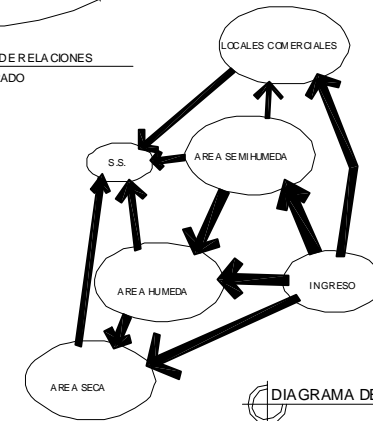 LOCALES COMERCIALES
DE RELACIONES
ADO
S.S.
AREA SEMIHUMEDA
AREA HUMEDA
INGRESO
AREA SECA
DIAGRAMA DE